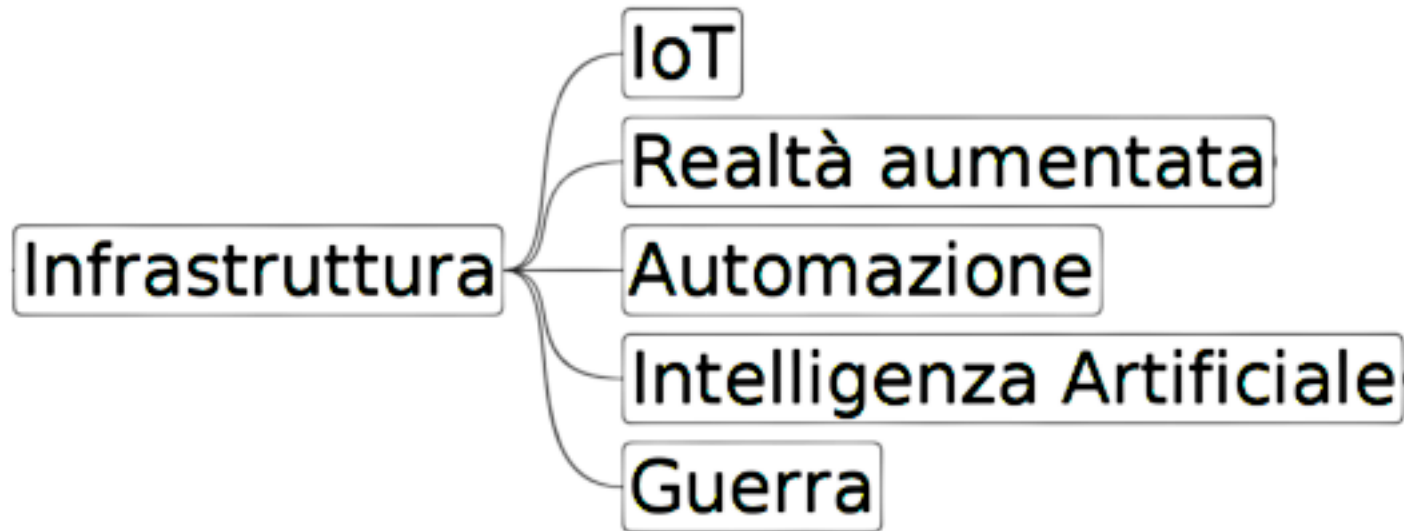 Infrastruttura
IoT
Realtà aumentata
Automazione
Intelligenza Artificiale
Guerra